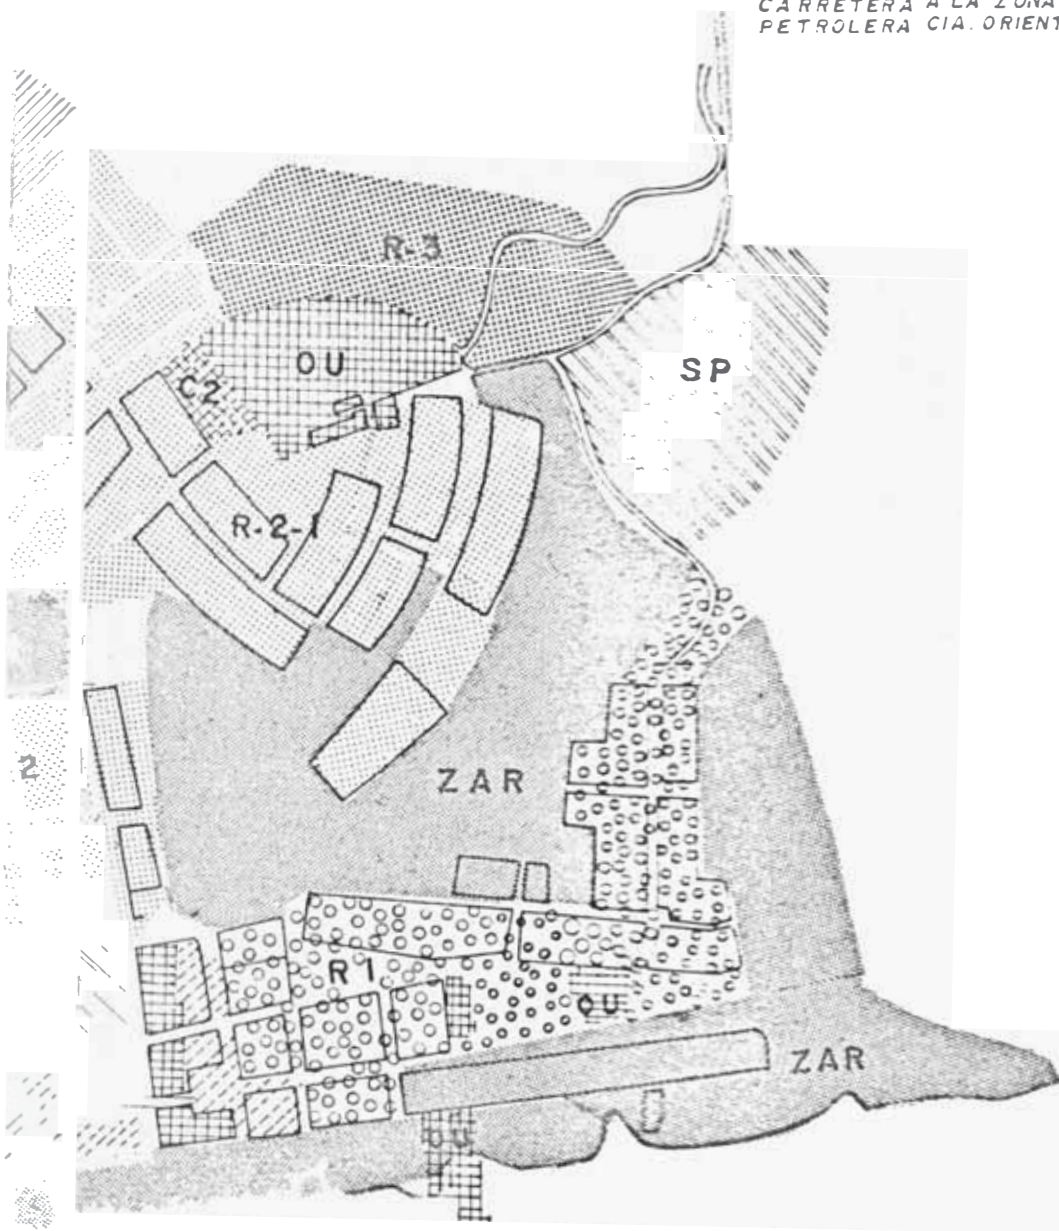 CARRETERA A LA ZONA
PETROLERA CIA. ORIENT
R-3
OU
SP
C2
R-2-1
2
ZAR
R1
OU
ZAR
OU